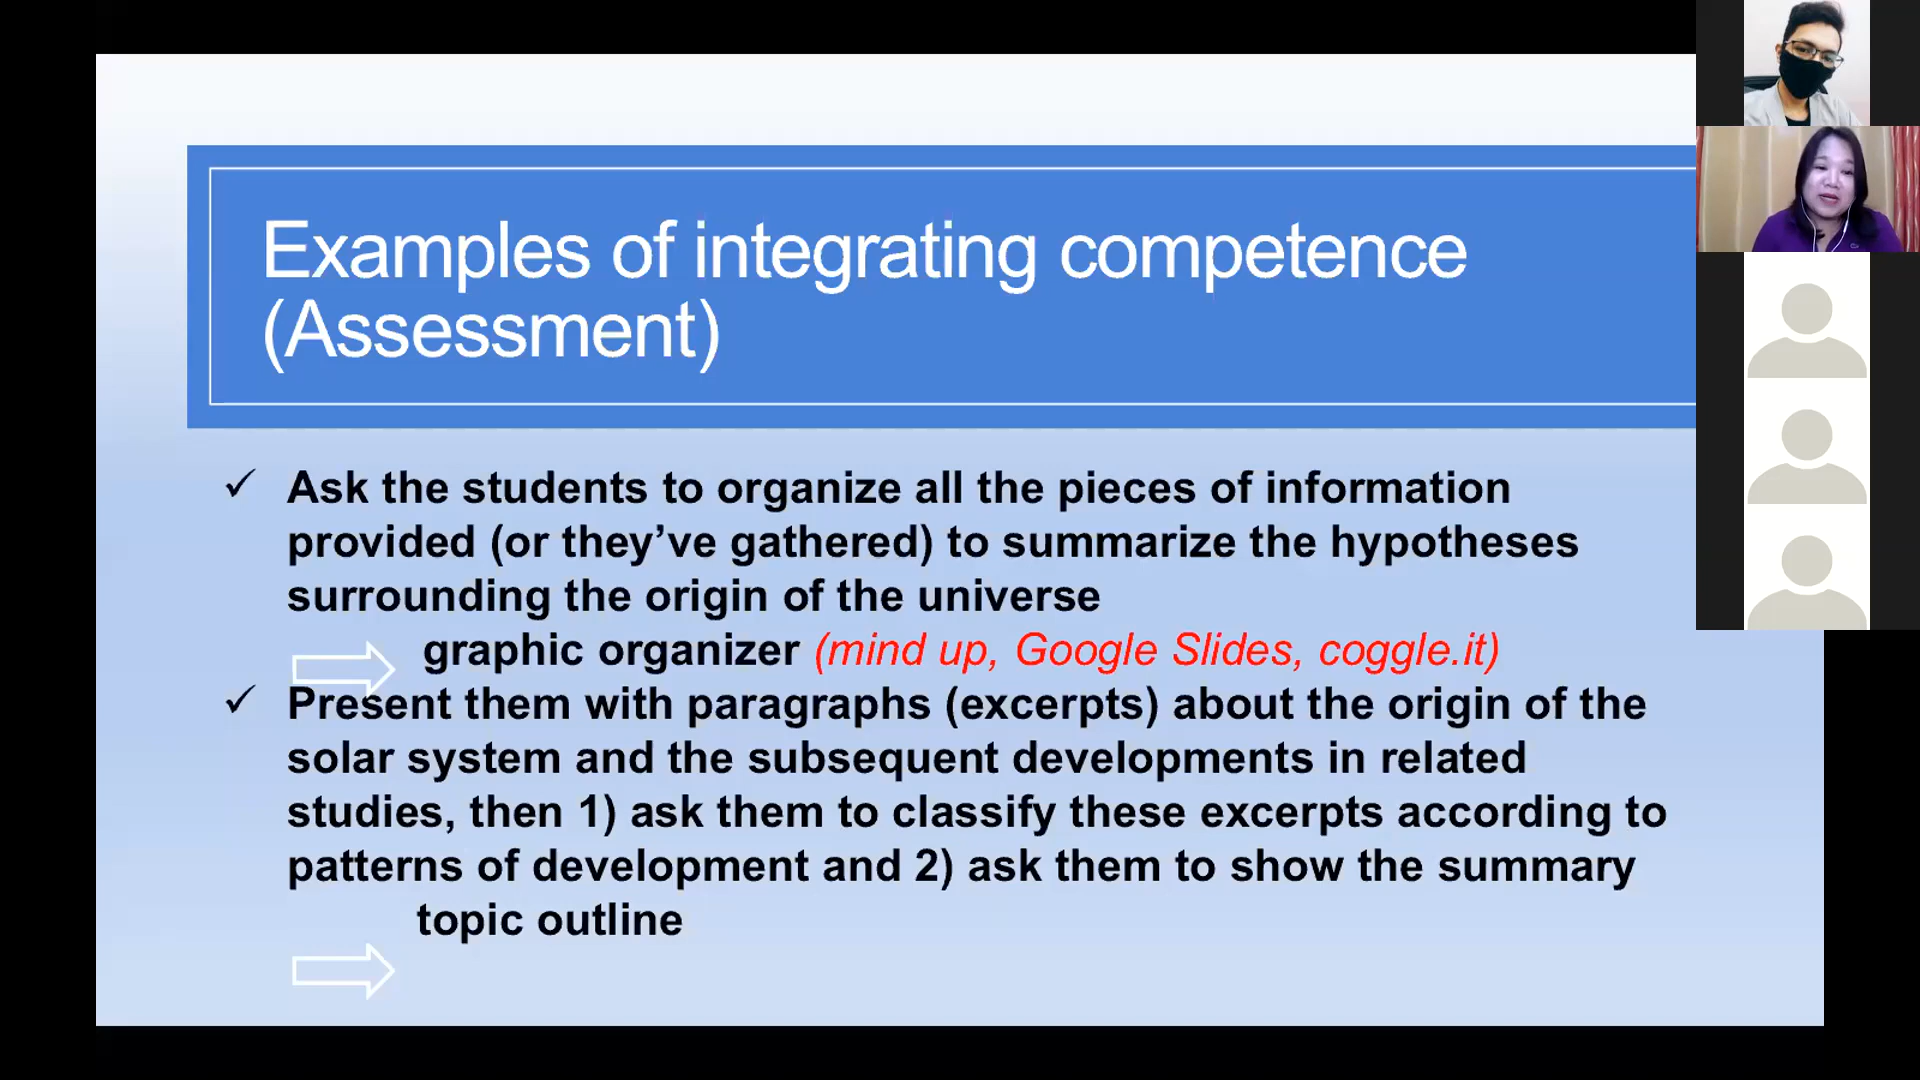 Examples of integrating competence
(Assessment)
✓ Ask the students to organize all the pieces of information
provided (or they’ve gathered) to summarize the hypotheses
surrounding the origin of the universe
graphic organizer (mind up, Google Slides, coggle.it)
✓ Present them with paragraphs (excerpts) about the origin of the
solar system and the subsequent developments in related
studies, then 1) ask them to classify these excerpts according to
patterns of development and 2) ask them to show the summary
topic outline